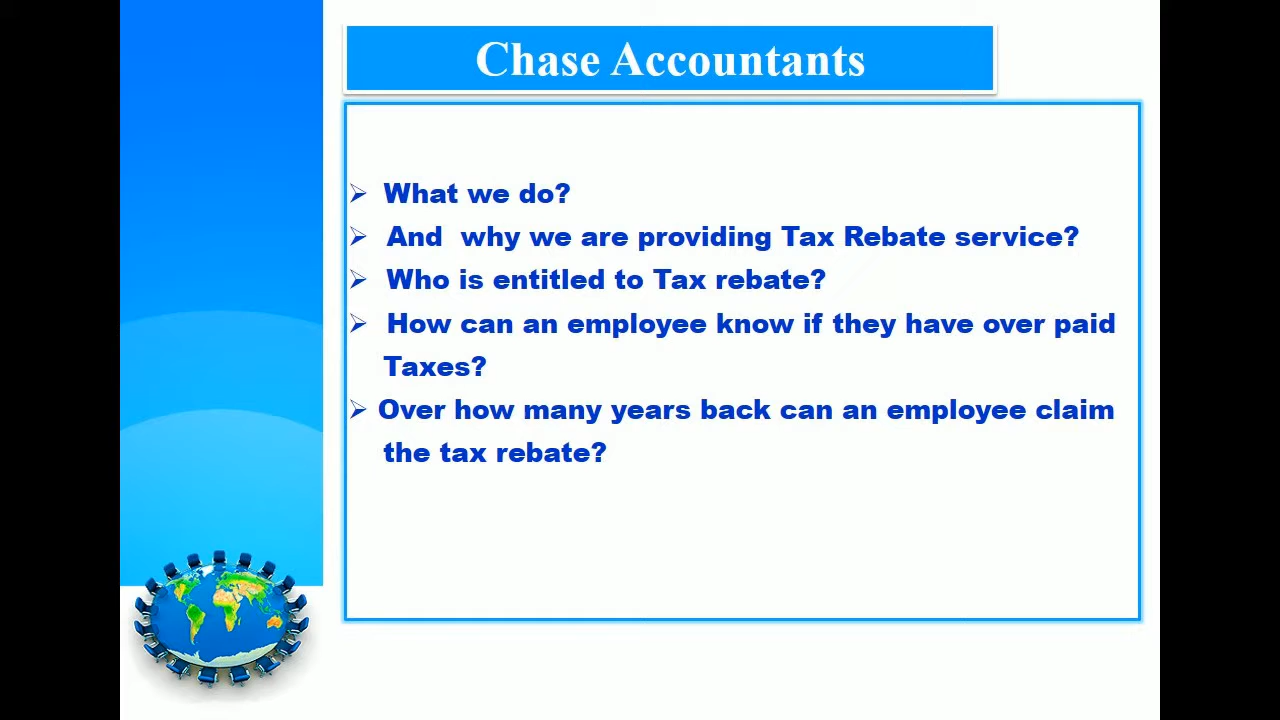 Chase Accountants
➢ What we do?
➢ And why we are providing Tax Rebate service?
➢ Who is entitled to Tax rebate?
➢ How can an employee know if they have over paid
Taxes?
➢ Over how many years back can an employee claim
the tax rebate?